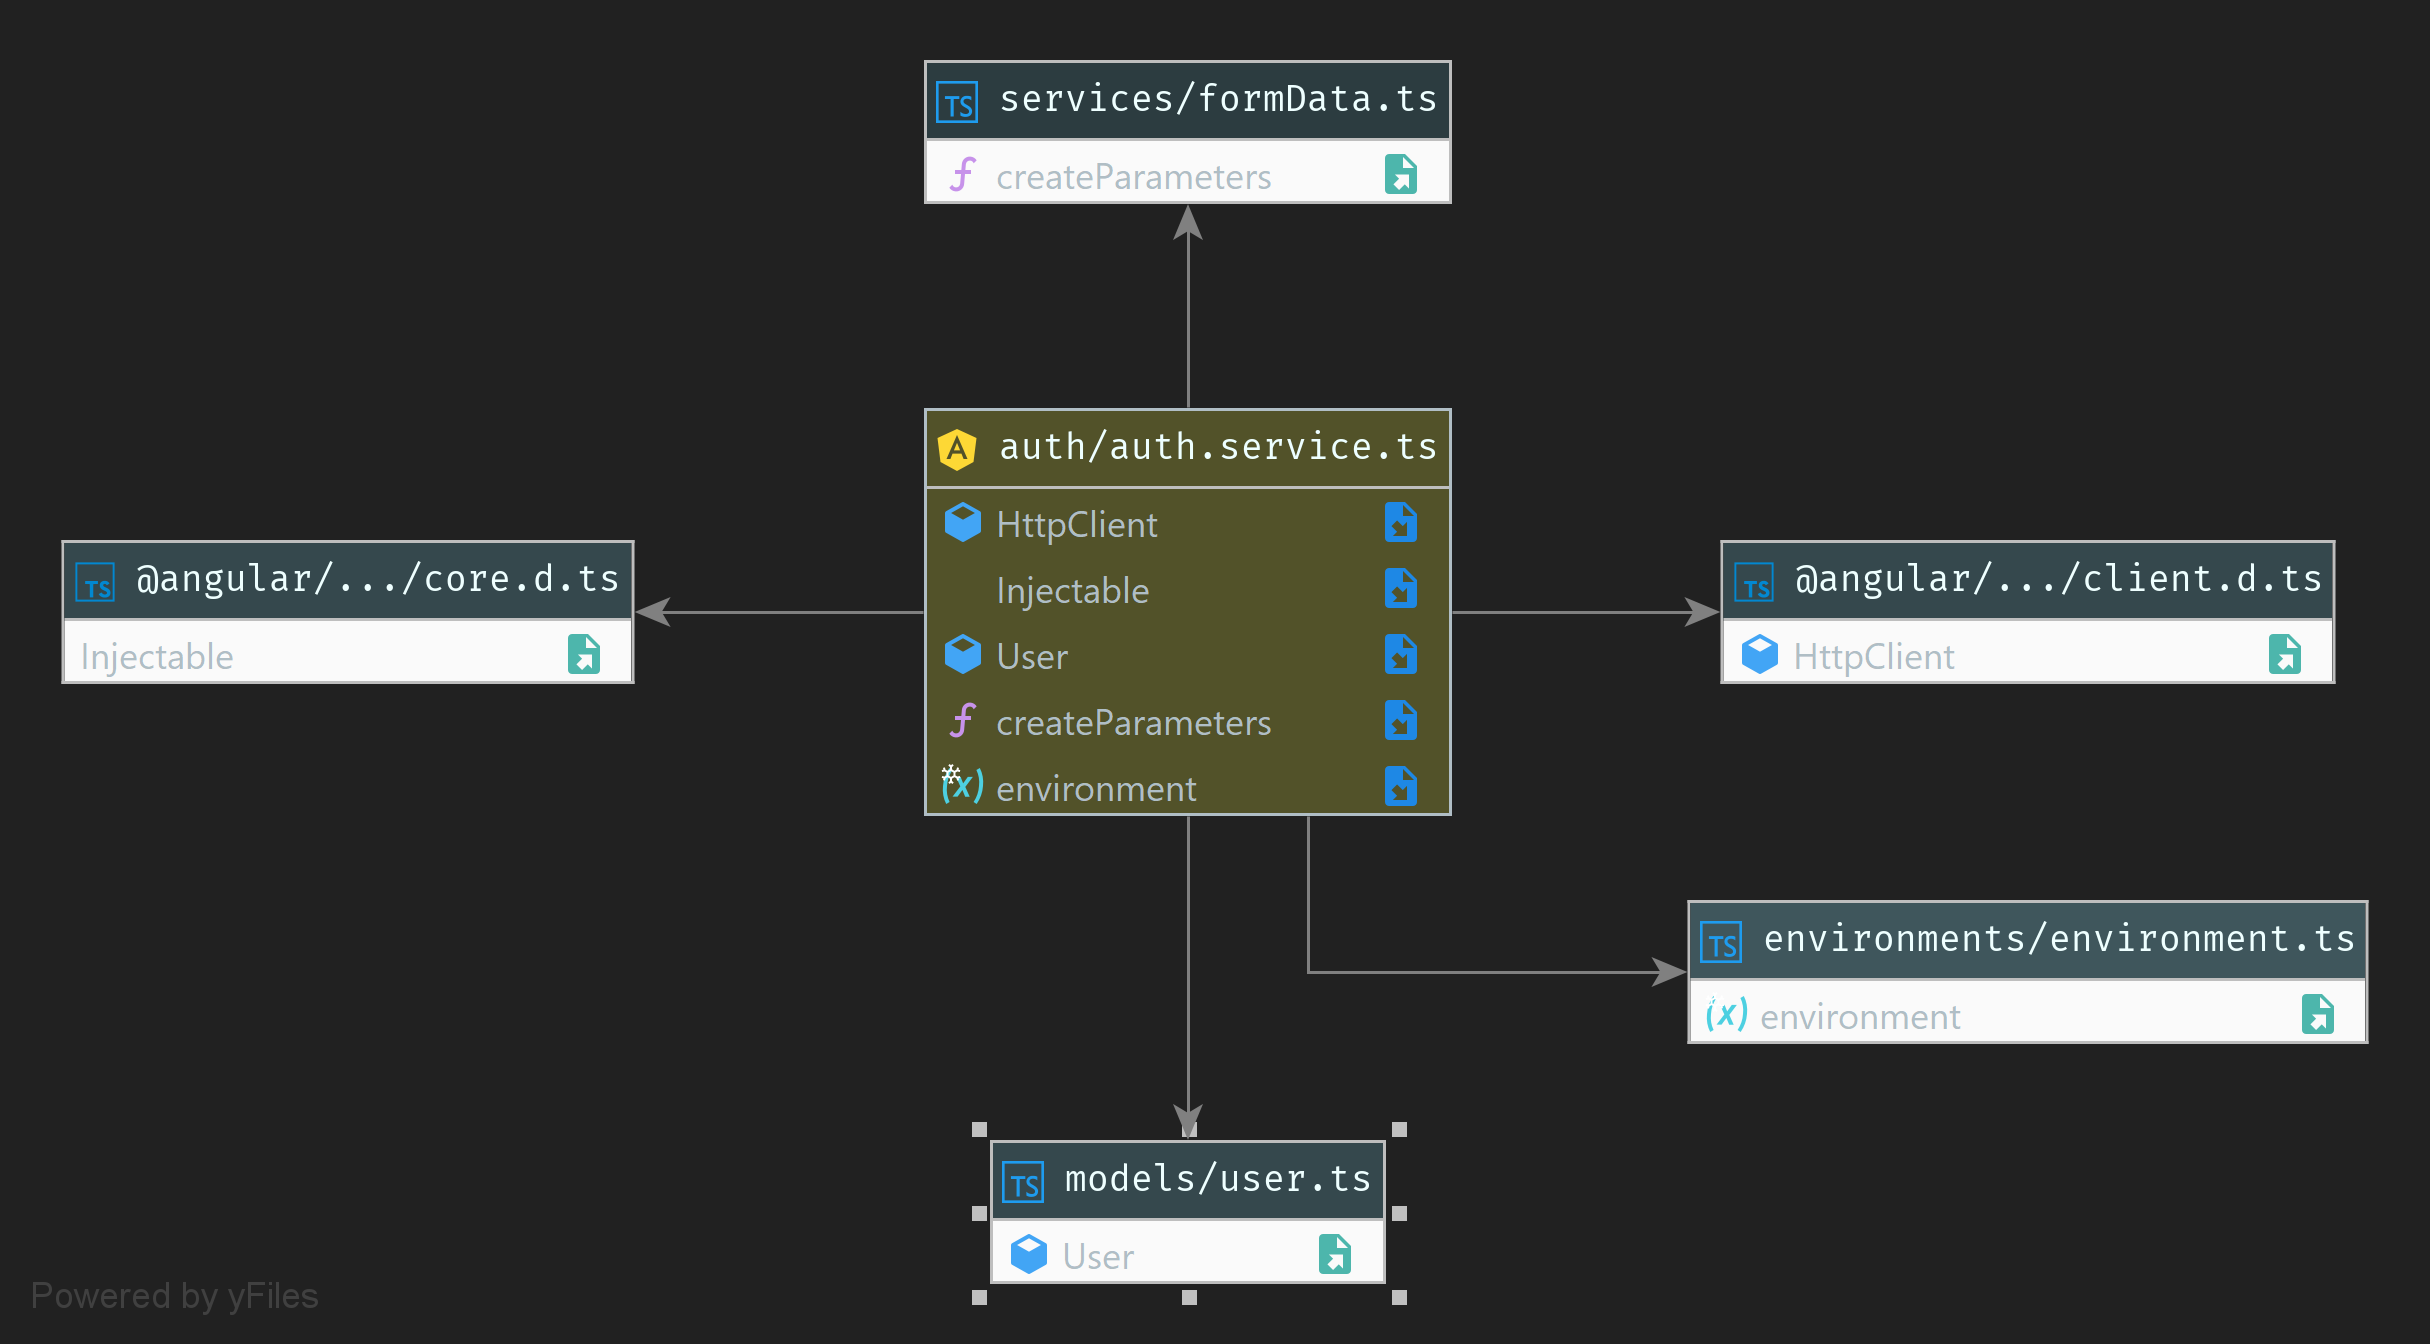 TS services/formData.ts
f createParameters
A auth/auth.service.ts
HttpClient
Injectable
User
f createParameters
(x) environment
TS @angular/.../core.d.ts
Injectable
TS @angular/.../client.d.ts
HttpClient
TS environments/environment.ts
(x) environment
TS models/user.ts
User
Powered by yFiles